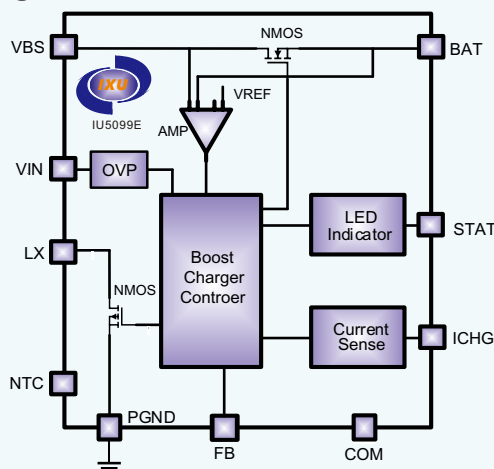 NMOS
VBS
BAT
IXU
IU5099E
VREF
AMP
VIN
OVP
LED
Indicator
STAT
LX
Boost
Charger
Controer
NMOS
Current
Sense
ICHG
NTC
PGND
FB
COM